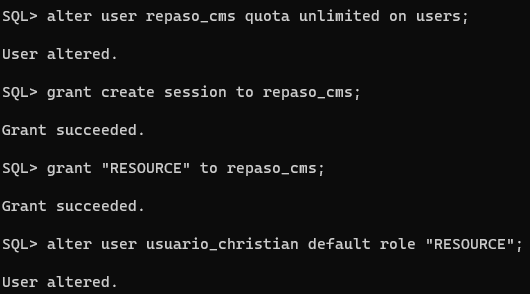 SQL> alter user repaso_cms quota unlimited on users;
User altered.
SQL> grant create session to repaso_cms;
Grant succeeded.
SQL> grant "RESOURCE" to repaso_cms;
Grant succeeded.
SQL> alter user usuario_christian default role "RESOURCE";
User altered.